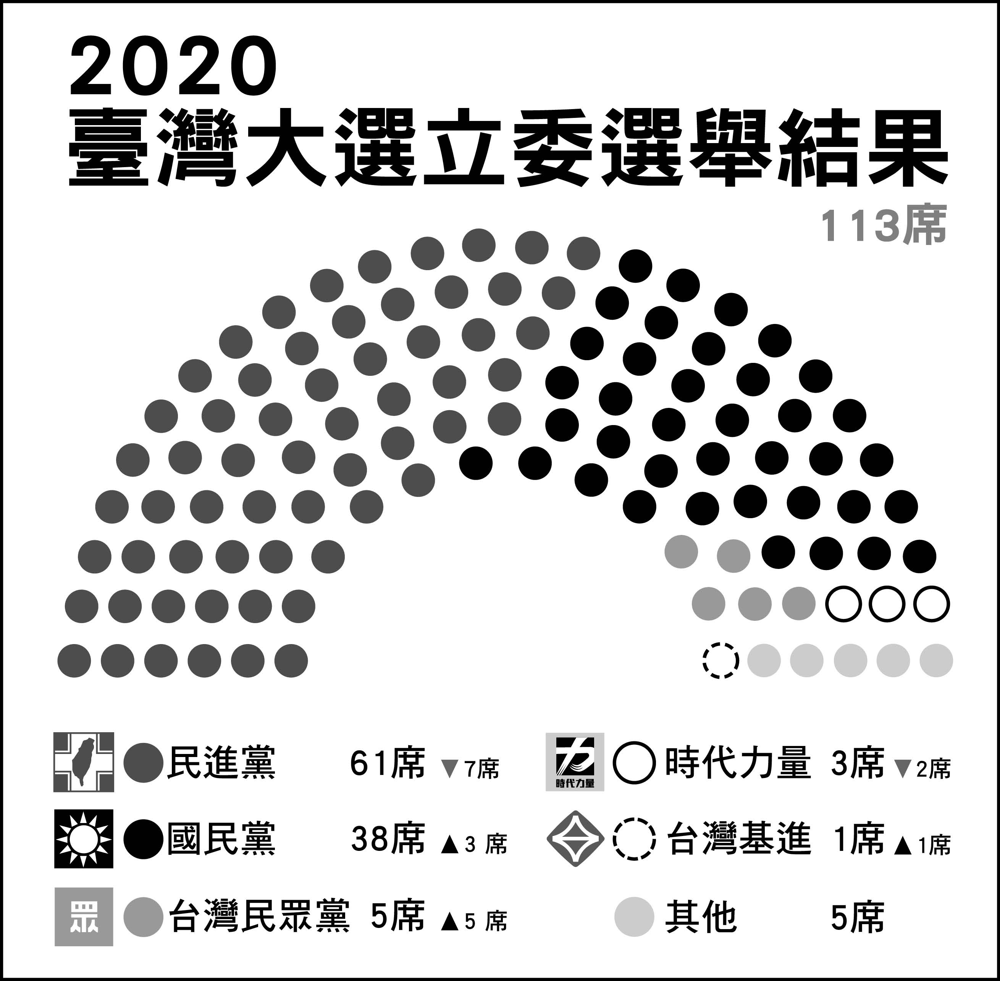 2020
臺灣大選立委選舉結果
113席
民進黨 61席 ▼7席
國民黨 38席 ▲3席
眾 台灣民眾黨 5席 ▲5席
時代力量 時代力量 3席 ▼2席
台灣基進 1席 ▲1席
其他 5席